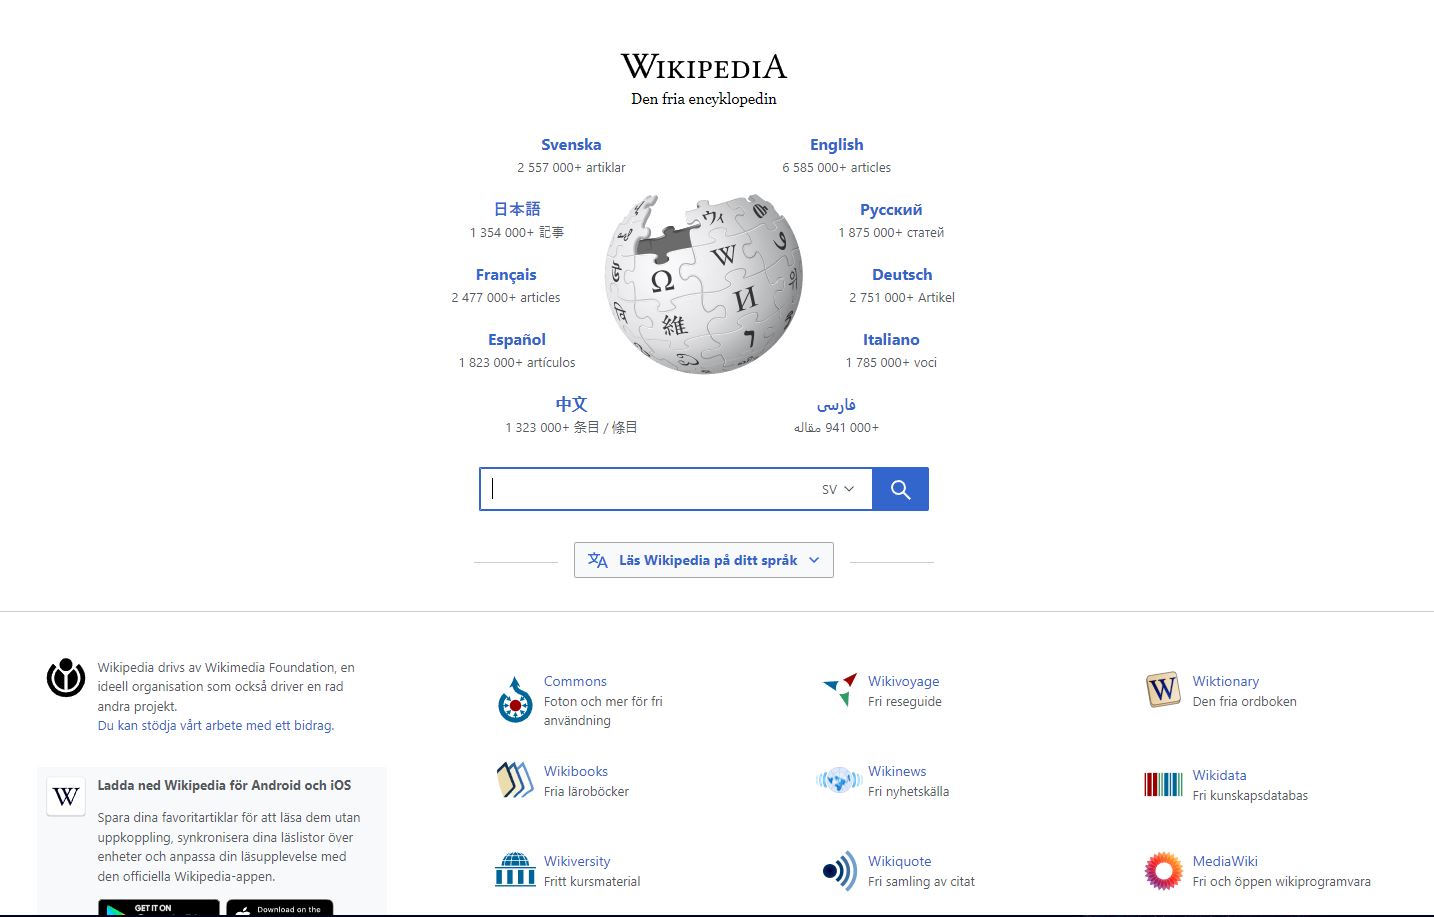 WIKIPEDIA
Den fria encyklopedin
Svenska
2 557 000+ artiklar
English
6 585 000+ articles
日本語
1 354 000+ 記事
Русский
1 875 000+ статей
Français
2 477 000+ articles
Deutsch
2 751 000+ Artikel
Español
1 823 000+ artículos
Italiano
1 785 000+ voci
中文
1 323 000+ 条目 / 條目
فارسی
941 000+ مقاله
Ω
W
ウィ
И
維
SV
Läs Wikipedia på ditt språk
Wikipedia drivs av Wikimedia Foundation, en
ideell organisation som också driver en rad
andra projekt.
Du kan stödja vårt arbete med ett bidrag.
W
Ladda ned Wikipedia för Android och iOS
Spara dina favoritartiklar för att läsa dem utan
uppkoppling, synkronisera dina läslistor över
enheter och anpassa din läsupplevelse med
den officiella Wikipedia-appen.
GET IT ON
Download on the
Commons
Foton och mer för fri
användning
Wikivoyage
Fri reseguide
W
Wiktionary
Den fria ordboken
Wikibooks
Fria läroböcker
Wikinews
Fri nyhetskälla
Wikidata
Fri kunskapsdatabas
Wikiversity
Fritt kursmaterial
Wikiquote
Fri samling av citat
MediaWiki
Fri och öppen wikiprogramvara